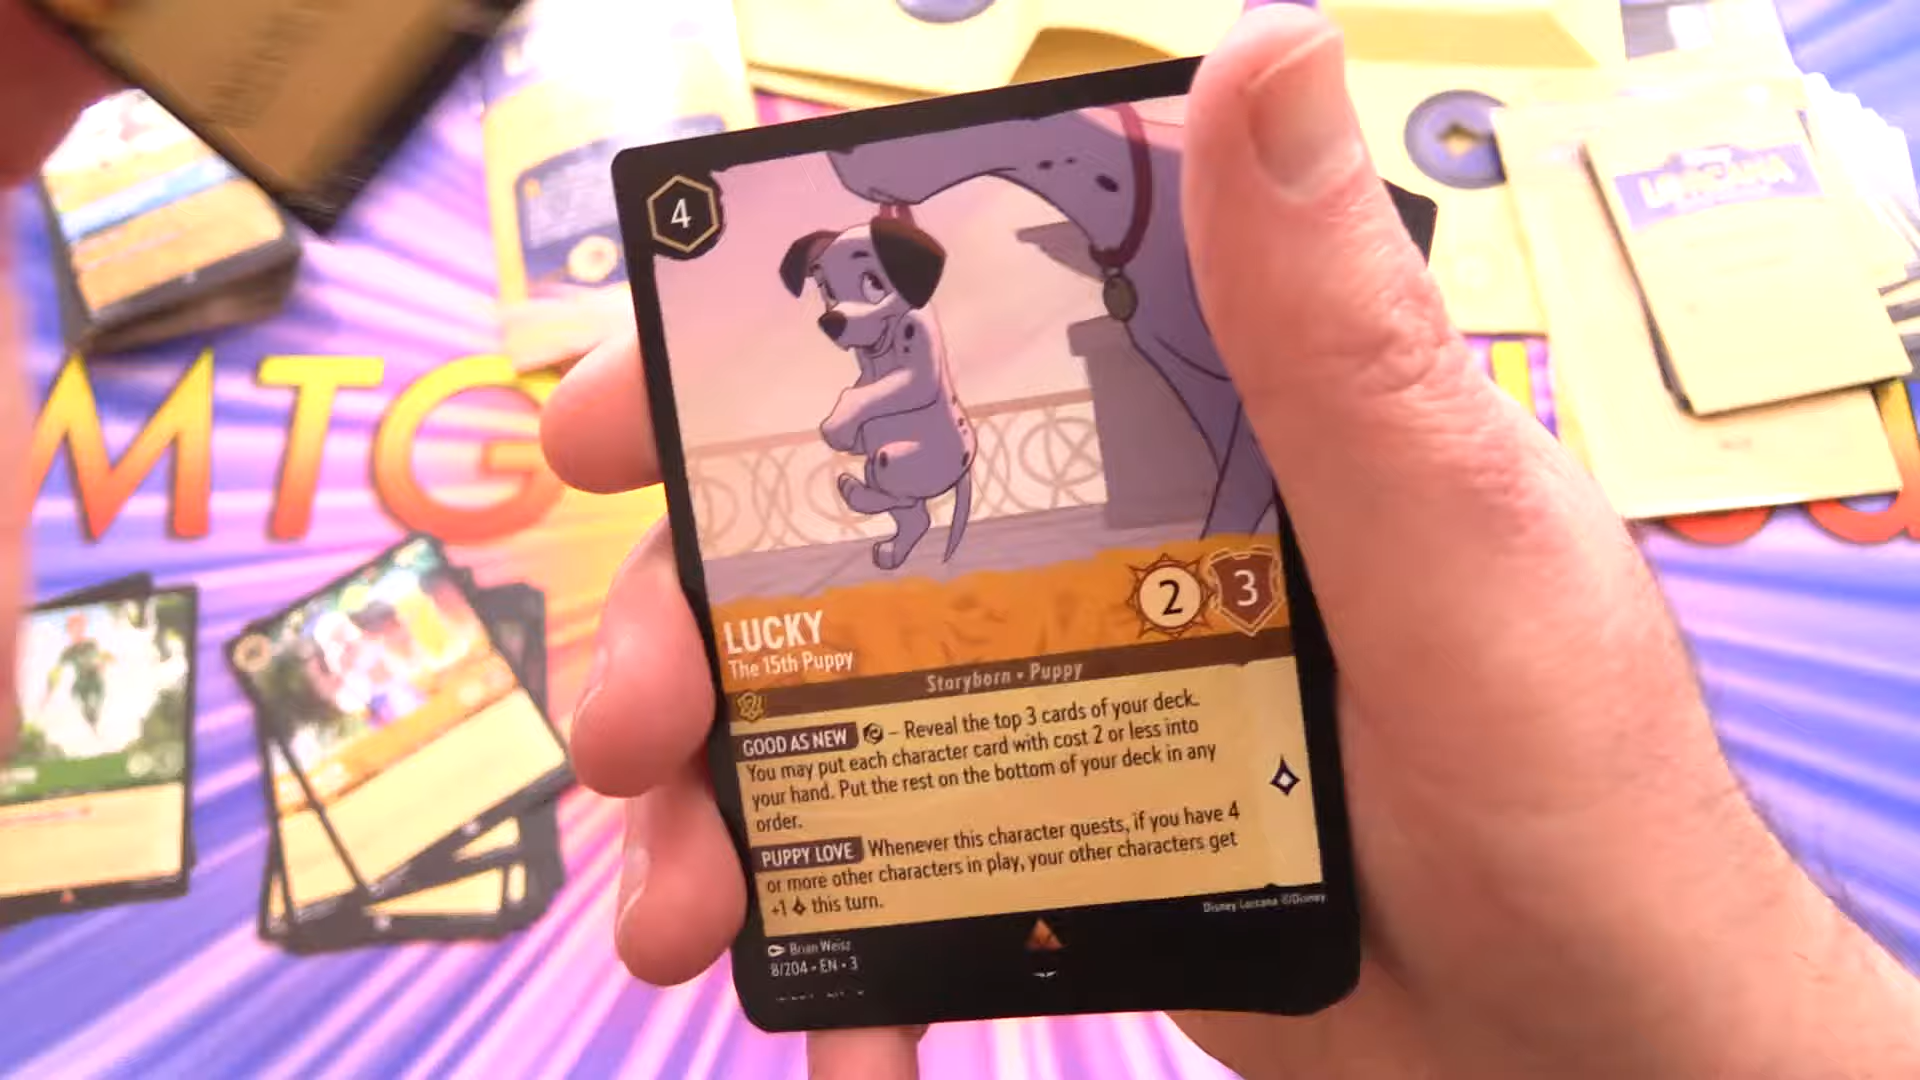 MTG
LORCANA
4
2
3
LUCKY
The 15th Puppy
Storyborn • Puppy
GOOD AS NEW – Reveal the top 3 cards of your deck.
You may put each character card with cost 2 or less into
your hand. Put the rest on the bottom of your deck in any
order.
PUPPY LOVE Whenever this character quests, if you have 4
or more other characters in play, your other characters get
+1 this turn.
Disney Lorcana ©Disney
Brian Weisz
8/204 • EN • 3